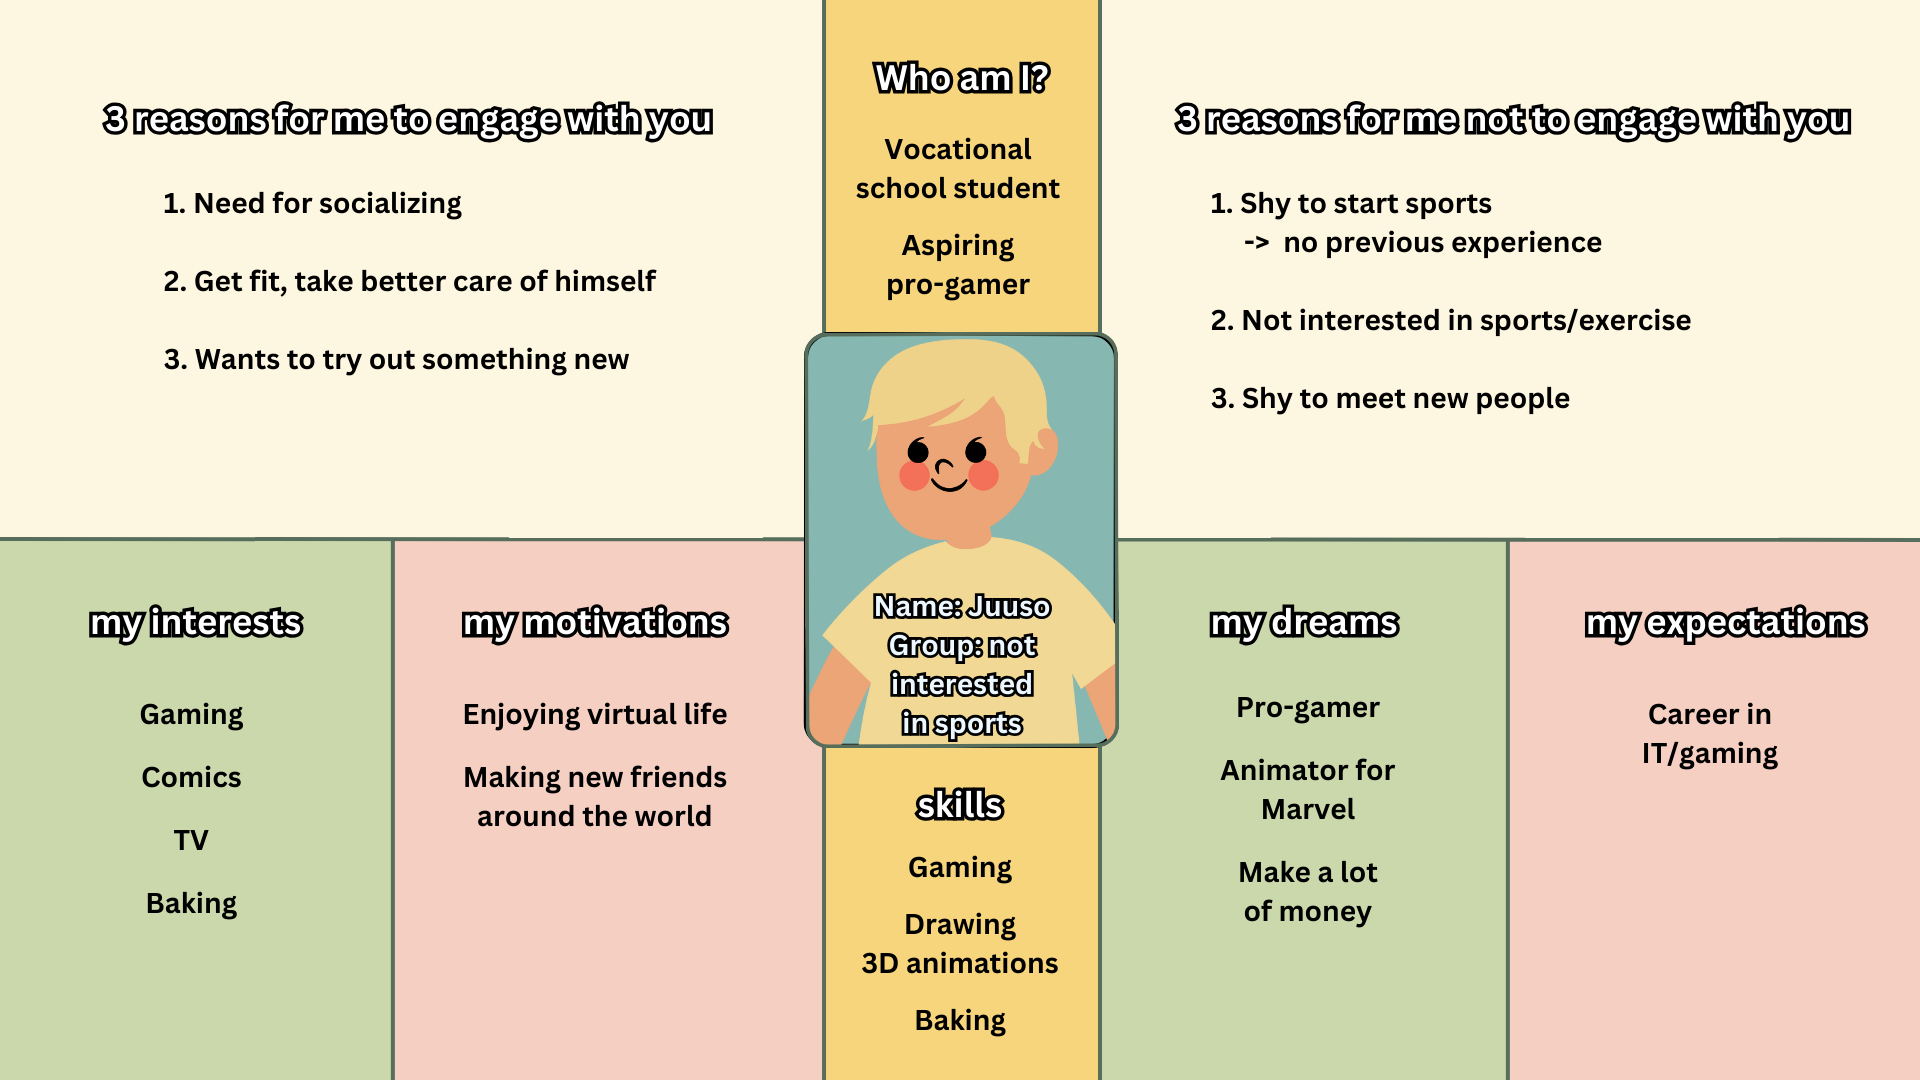 3 reasons for me to engage with you
1. Need for socializing
2. Get fit, take better care of himself
3. Wants to try out something new
Who am I?
Vocational
school student
Aspiring
pro-gamer
3 reasons for me not to engage with you
1. Shy to start sports
-> no previous experience
2. Not interested in sports/exercise
3. Shy to meet new people
Name: Juuso
Group: not
interested
in sports
my interests
Gaming
Comics
TV
Baking
my motivations
Enjoying virtual life
Making new friends
around the world
skills
Gaming
Drawing
3D animations
Baking
my dreams
Pro-gamer
Animator for
Marvel
Make a lot
of money
my expectations
Career in
IT/gaming